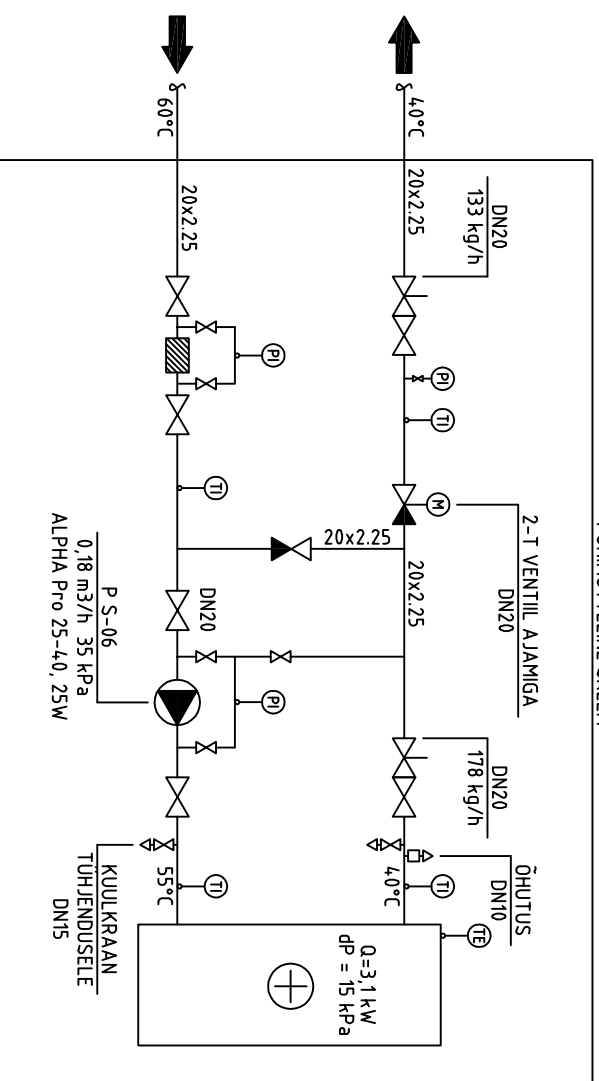 DN20
133 kg/h
2-T VENTIIL AJAMIGA
DN20
DN20
178 kg/h
ÕHUTUS
DN10
TE
PI
TI
M
TI
40°C
20x2.25
20x2.25
40°C
20x2.25
Q=3,1 kW
dP = 15 kPa
PI
TI
PI
TI
DN20
60°C
20x2.25
55°C
P S-06
0,18 m3/h 35 kPa
ALPHA Pro 25-40, 25W
KUULKRAAN
TÜHJENDUSELE
DN15